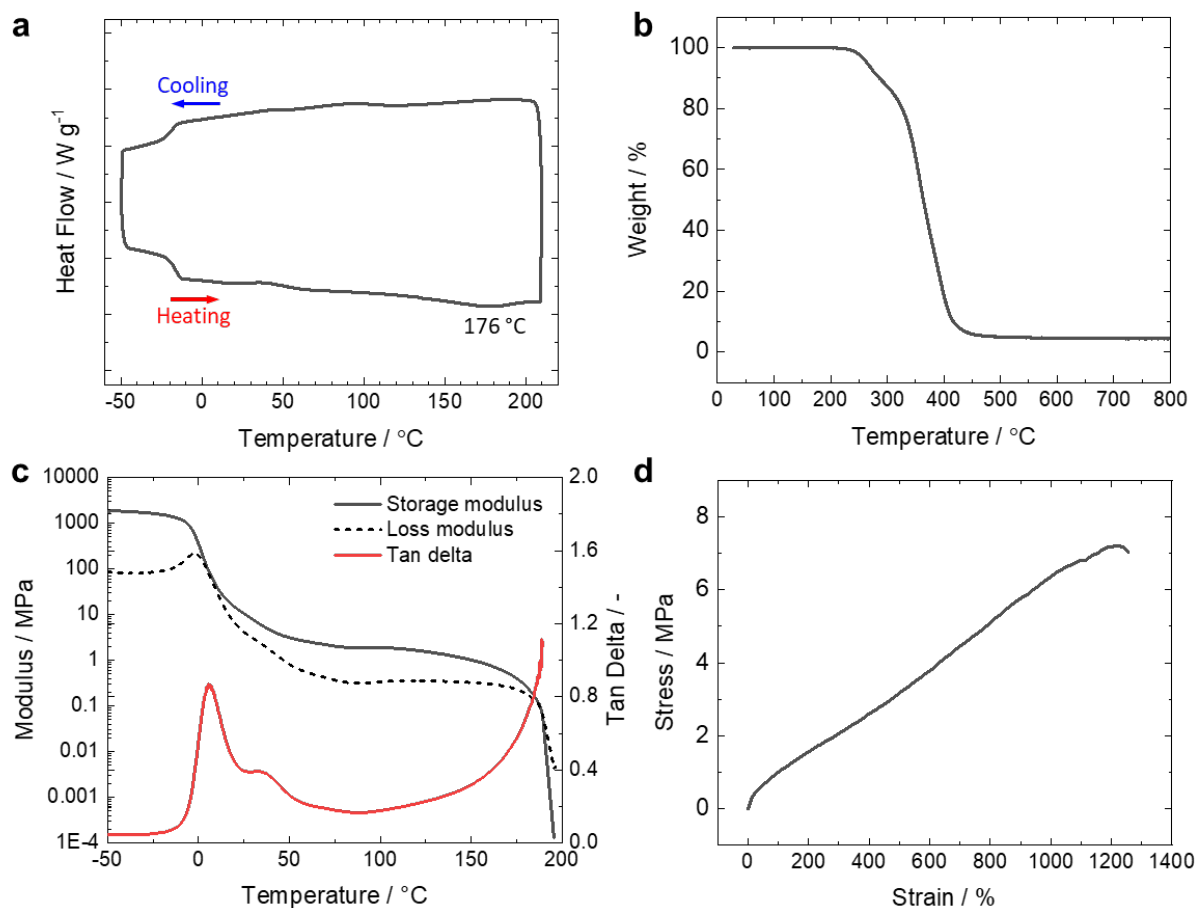 a
Cooling
Heating
176 °C
Heat Flow / W g⁻¹
-50 0 50 100 150 200
Temperature / °C
b
100
80
60
40
20
0
Weight / %
0 100 200 300 400 500 600 700 800
Temperature / °C
c
10000
1000
100
10
1
0.1
0.01
0.001
1E-4
Modulus / MPa
Storage modulus
Loss modulus
Tan delta
2.0
1.6
1.2
0.8
0.4
0.0
Tan Delta / -
-50 0 50 100 150 200
Temperature / °C
d
8
6
4
2
0
Stress / MPa
0 200 400 600 800 1000 1200 1400
Strain / %